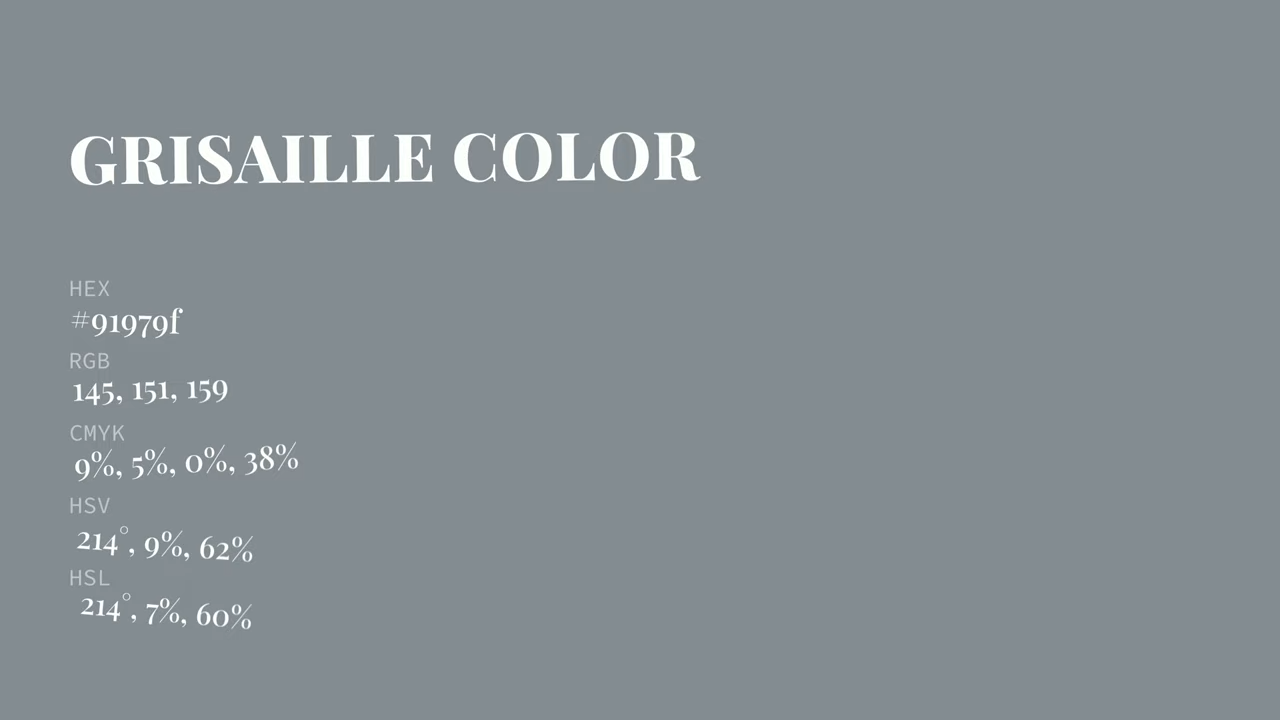 GRISAILLE COLOR
HEX
#91979f
RGB
145, 151, 159
CMYK
9%, 5%, 0%, 38%
HSV
214°, 9%, 62%
HSL
214°, 7%, 60%